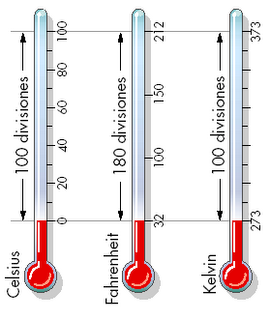 100 divisiones
0
20
40
60
80
100
Celsius
180 divisiones
32
100
150
212
Fahrenheit
100 divisiones
273
373
Kelvin